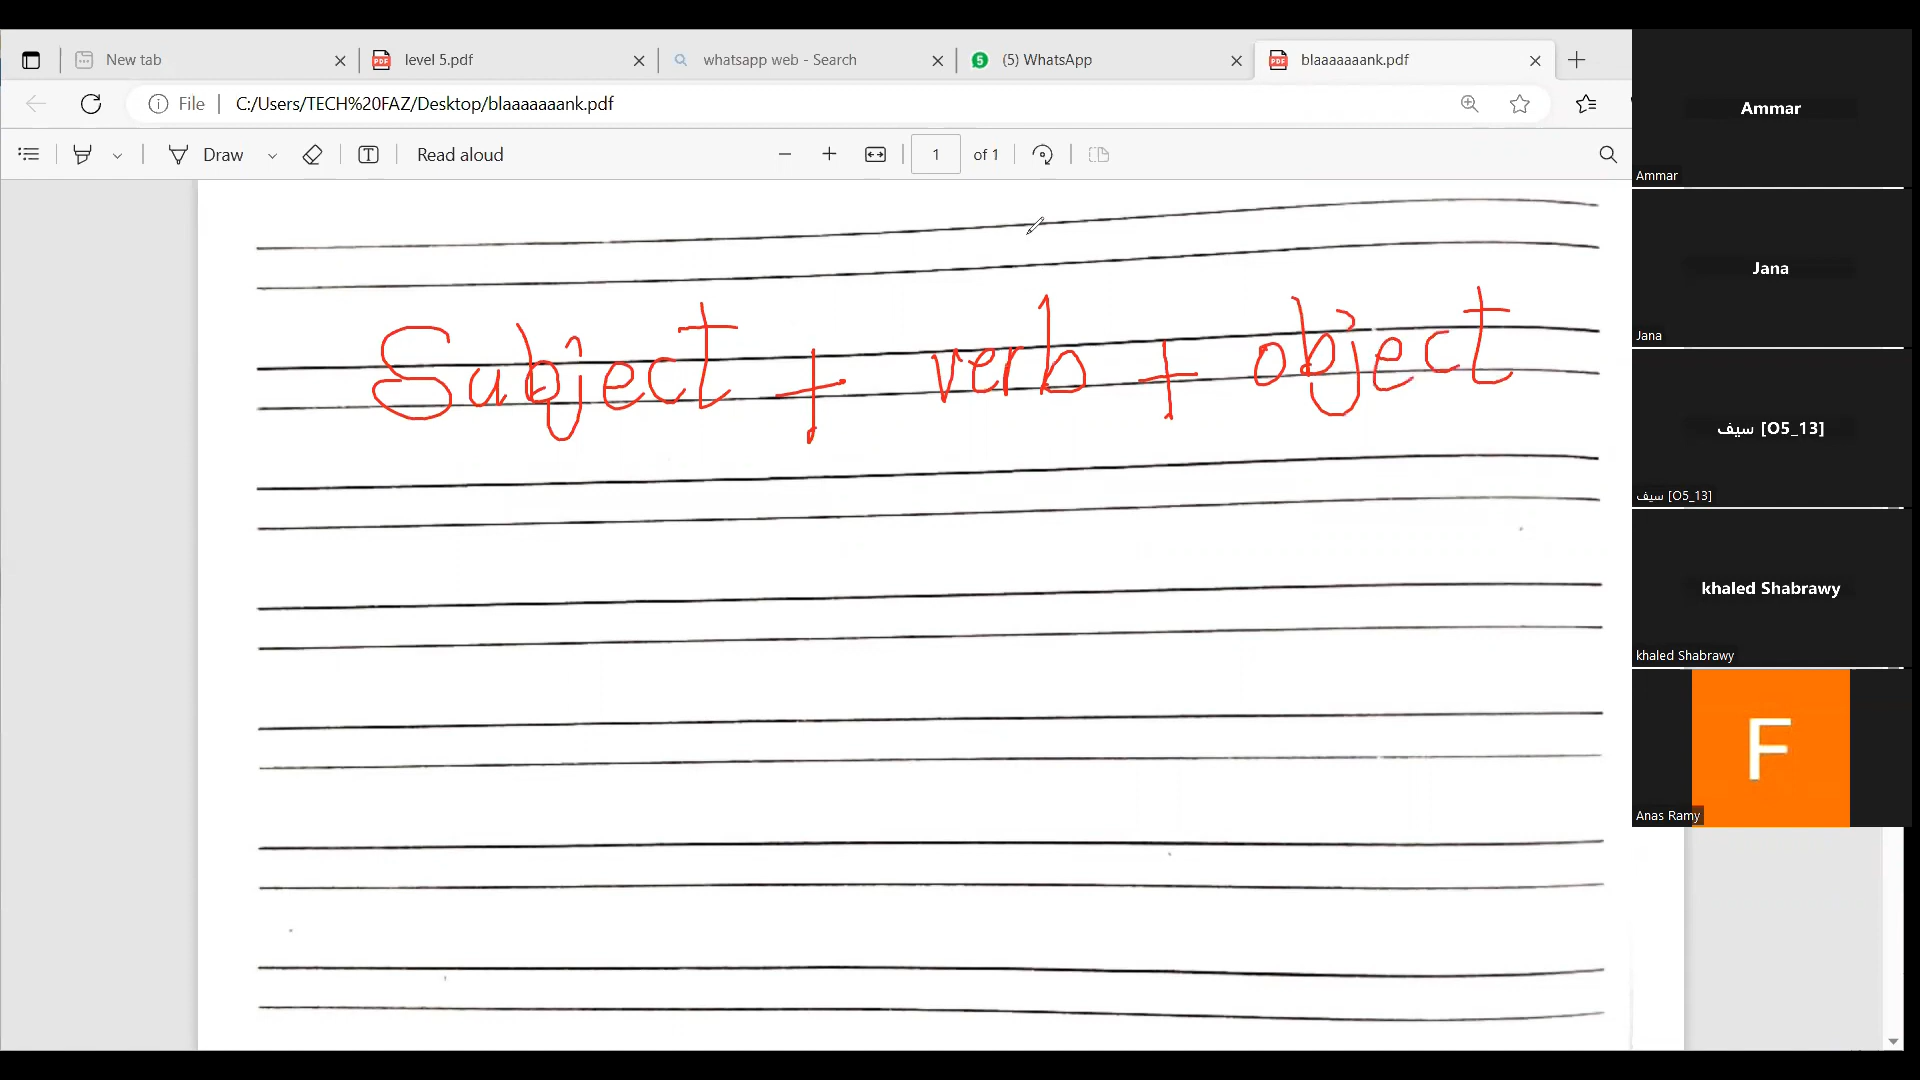 New tab
level 5.pdf
whatsapp web - Search
(5) WhatsApp
blaaaaaaank.pdf
File
C:/Users/TECH%20FAZ/Desktop/blaaaaaaank.pdf
Draw
Read aloud
1 of 1
Subject + verb + object
Ammar
Ammar
Jana
Jana
سيف [O5_13]
سيف [O5_13]
khaled Shabrawy
khaled Shabrawy
F
Anas Ramy